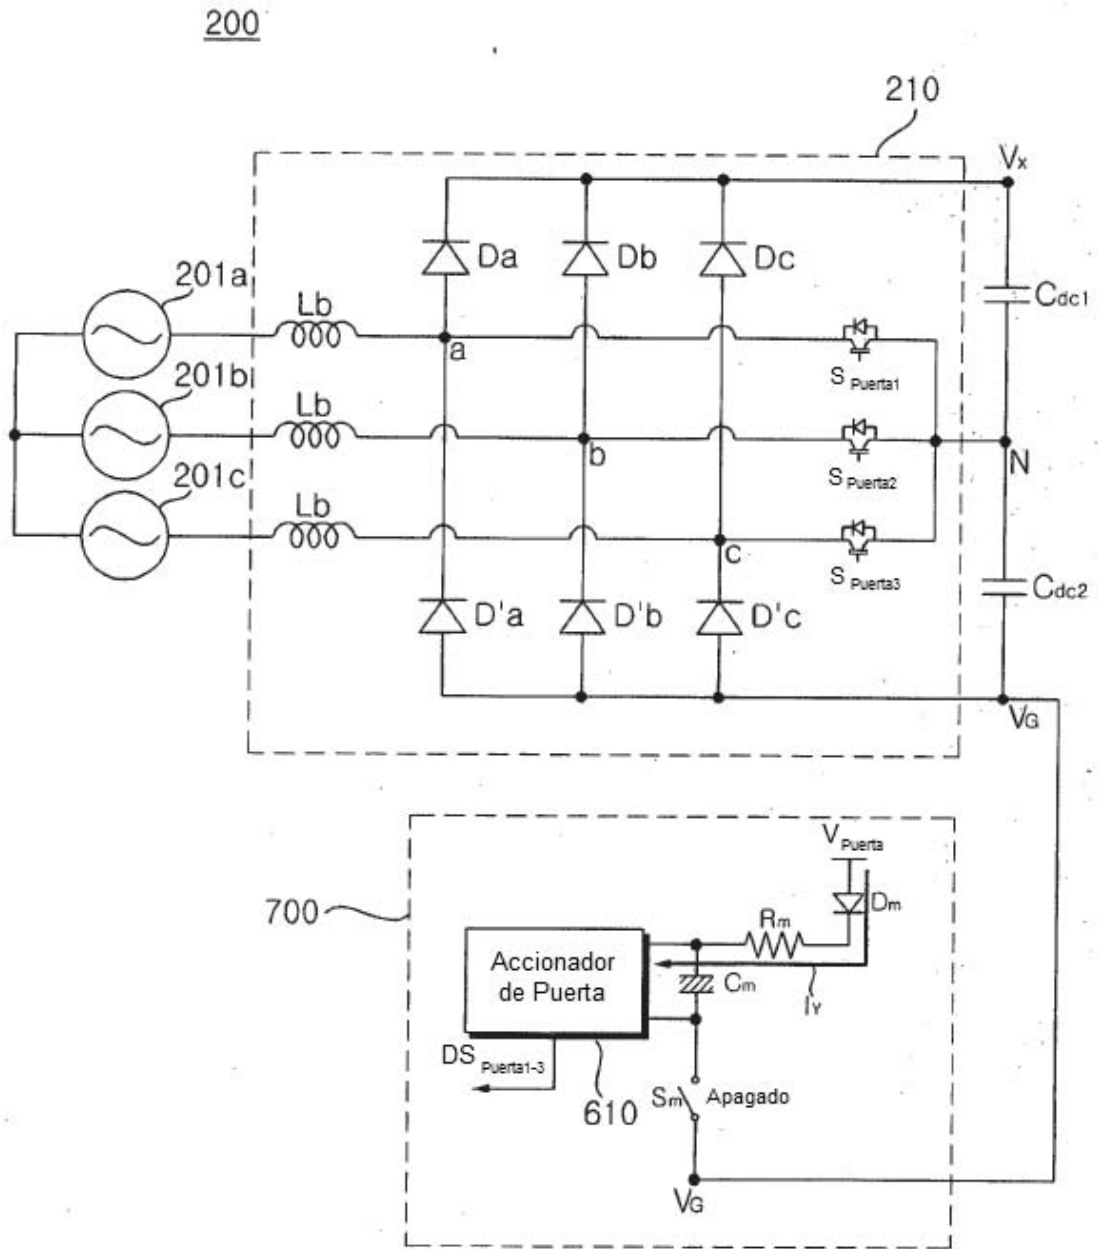 200
210
Vx
Da
Db
Dc
201a
Lb
a
Cdc1
S Puerta1
201b
Lb
b
N
S Puerta2
201c
Lb
c
S Puerta3
Cdc2
D'a
D'b
D'c
VG
V Puerta
700
Rm
Dm
Accionador
de Puerta
Cm
IY
DS Puerta1-3
610
Sm
Apagado
VG